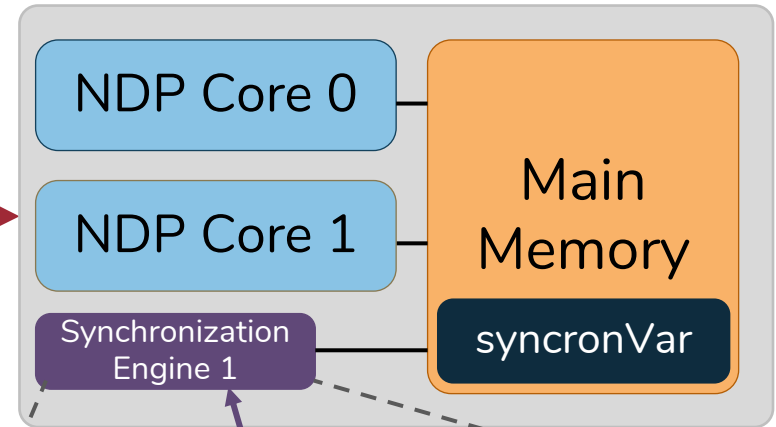 NDP Core 0
NDP Core 1
Main
Memory
Synchronization
Engine 1
syncronVar